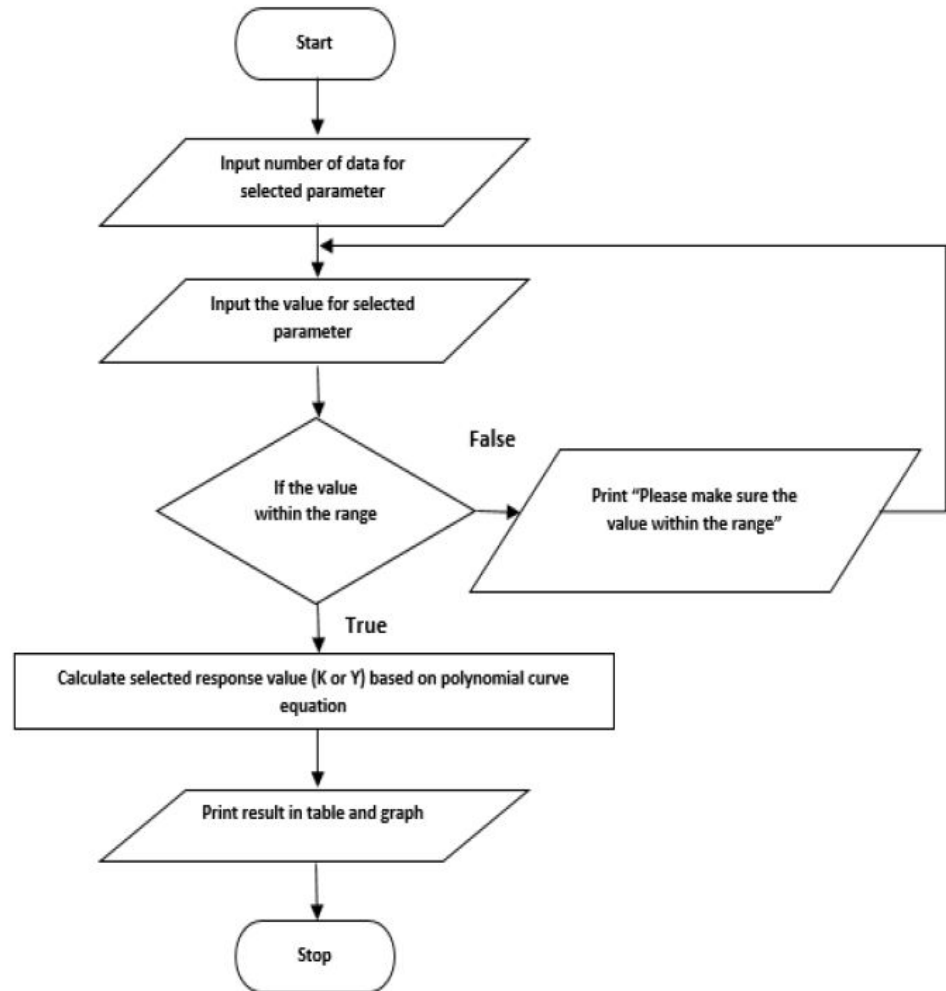 Start
Input number of data for
selected parameter
Input the value for selected
parameter
If the value
within the range
False
Print “Please make sure the
value within the range”
True
Calculate selected response value (K or Y) based on polynomial curve
equation
Print result in table and graph
Stop